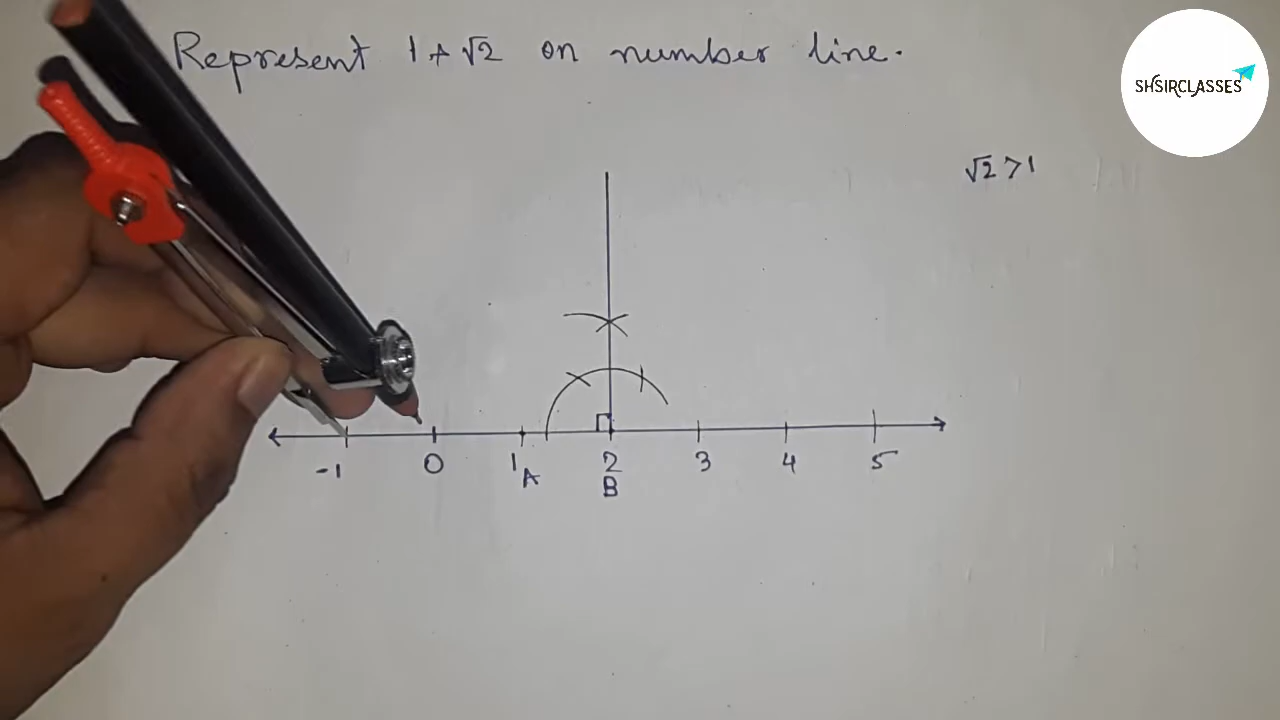 Represent 1+√2 on number line.
SHSIRCLASSES
√2 >1
-1 0 1 2 3 4 5
A B